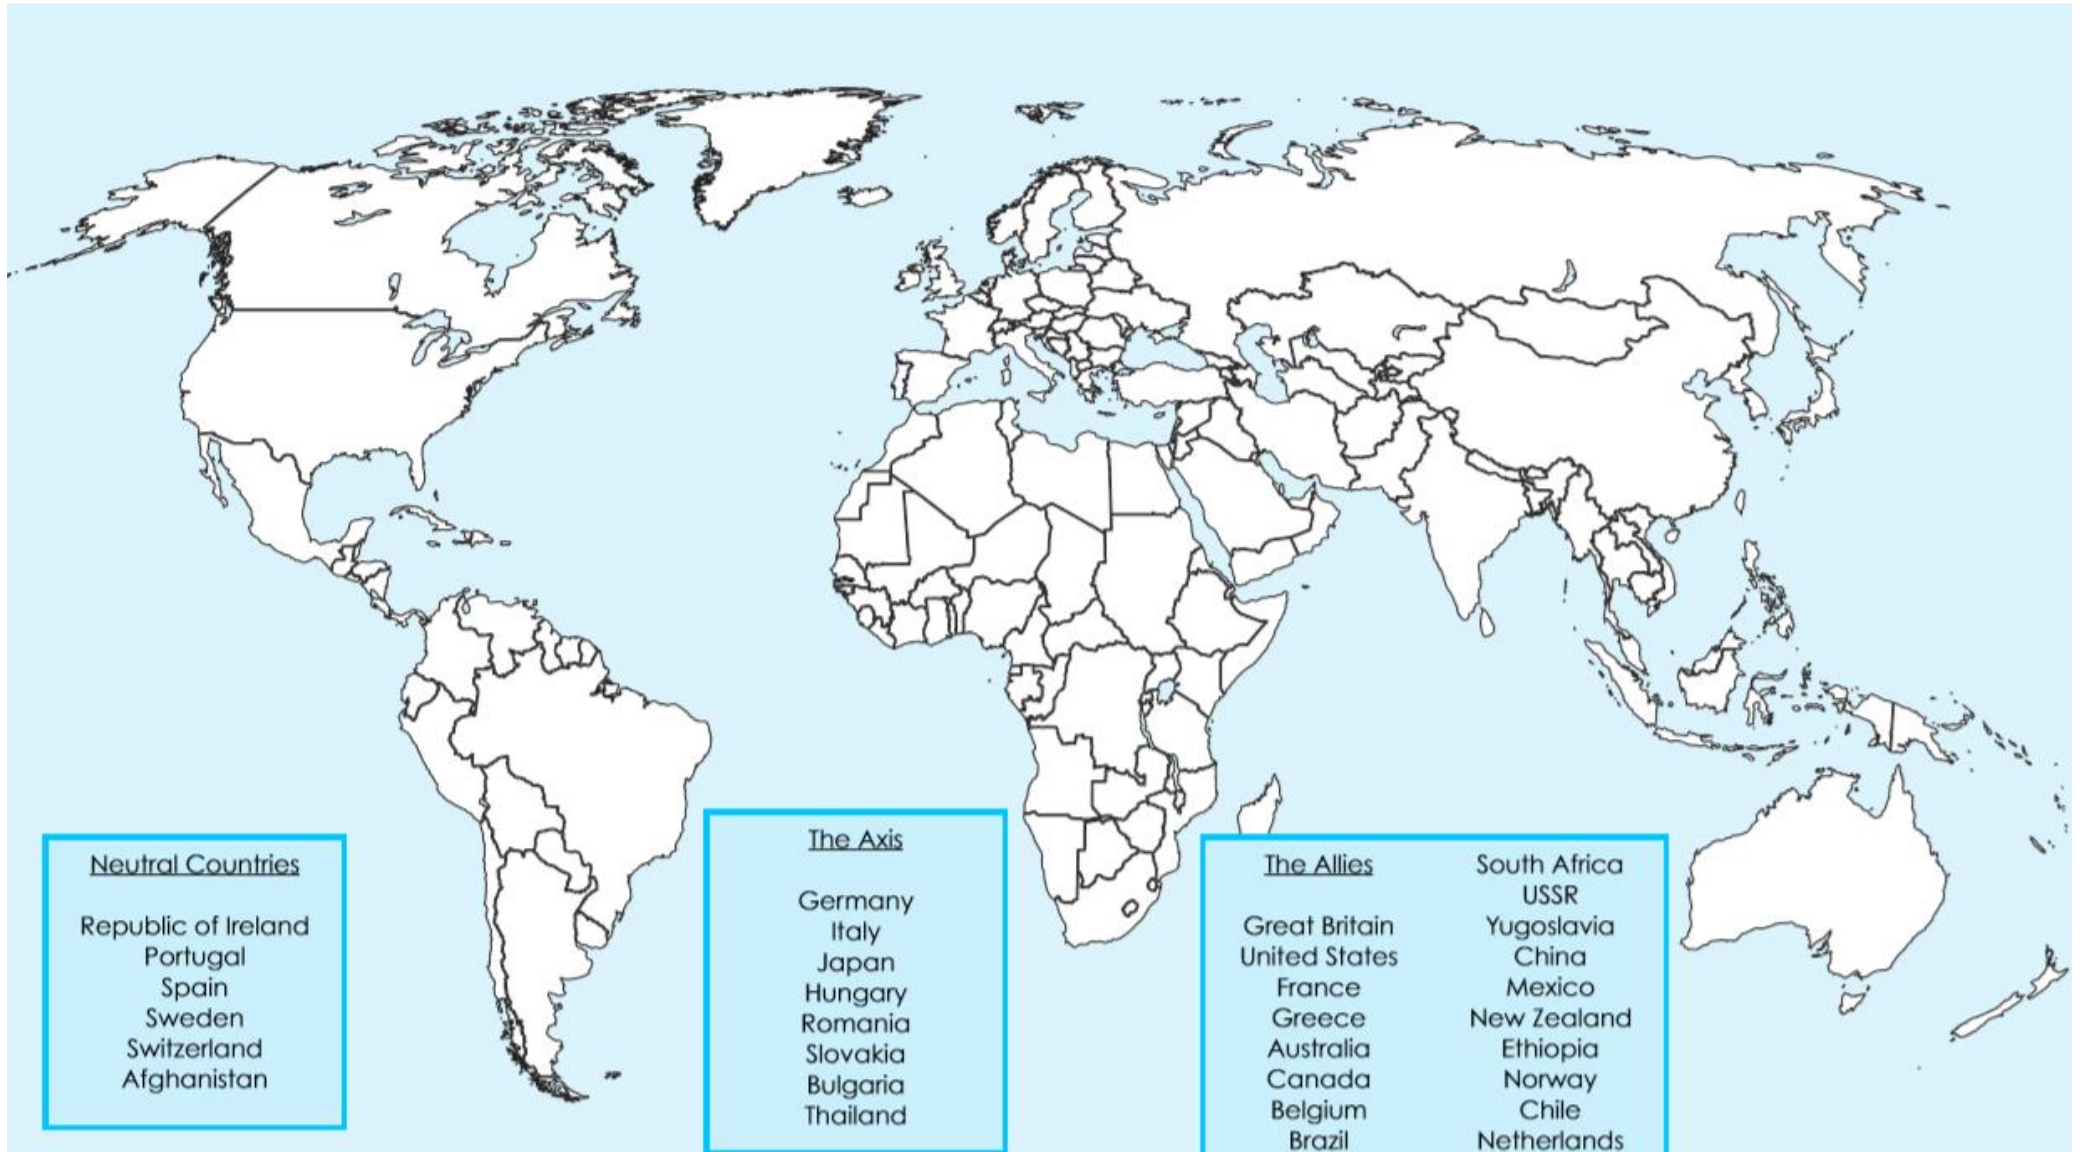 Neutral Countries
Republic of Ireland
Portugal
Spain
Sweden
Switzerland
Afghanistan
The Axis
Germany
Italy
Japan
Hungary
Romania
Slovakia
Bulgaria
Thailand
The Allies
Great Britain
United States
France
Greece
Australia
Canada
Belgium
Brazil
South Africa
USSR
Yugoslavia
China
Mexico
New Zealand
Ethiopia
Norway
Chile
Netherlands